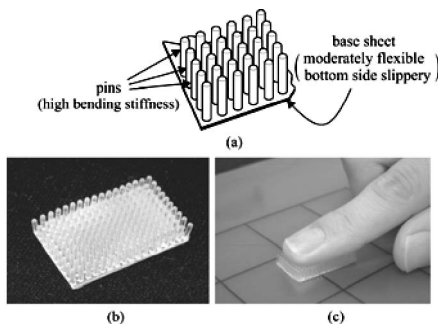 base sheet
moderately flexible
bottom side slippery
pins
(high bending stiffness)
(a)
(b)
(c)